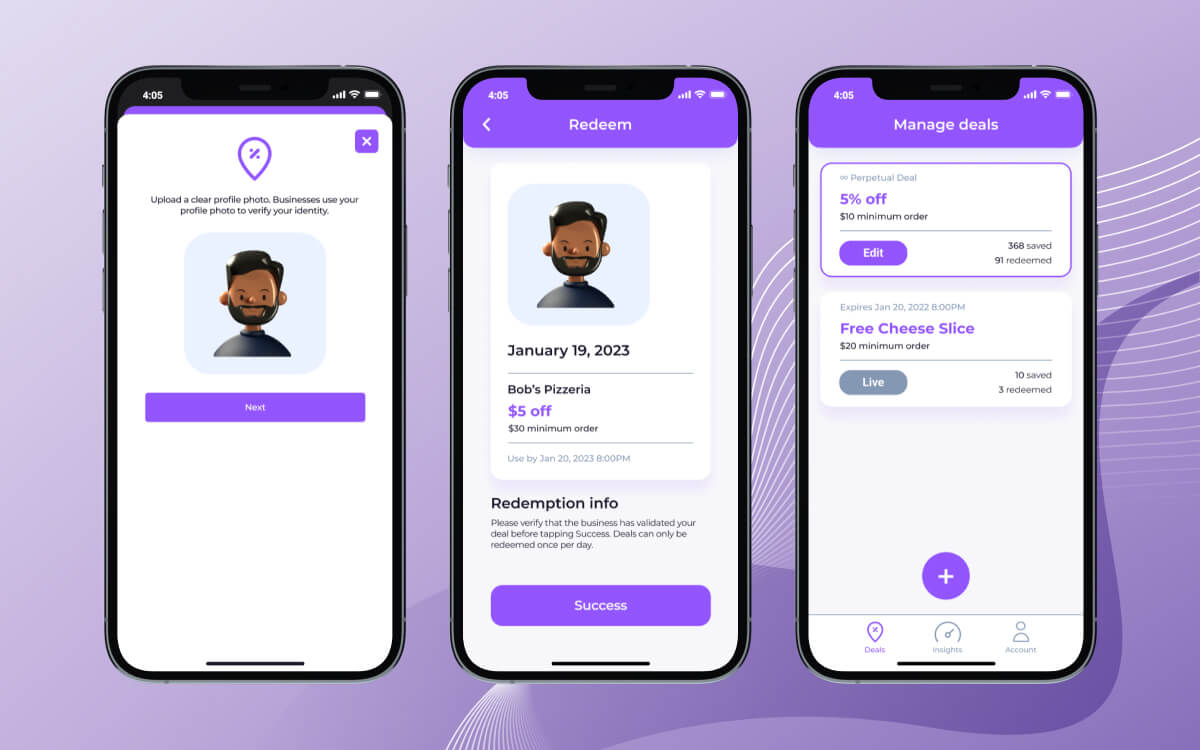 4:05
Upload a clear profile photo. Businesses use your
profile photo to verify your identity.
Next
4:05
Redeem
January 19, 2023
Bob's Pizzeria
$5 off
$30 minimum order
Use by Jan 20, 2023 8:00PM
Redemption info
Please verify that the business has validated your
deal before tapping Success. Deals can only be
redeemed once per day.
Success
4:05
Manage deals
∞ Perpetual Deal
5% off
$10 minimum order
Edit
368 saved
91 redeemed
Expires Jan 20, 2022 8:00PM
Free Cheese Slice
$20 minimum order
Live
10 saved
3 redeemed
Deals
Insights
Account